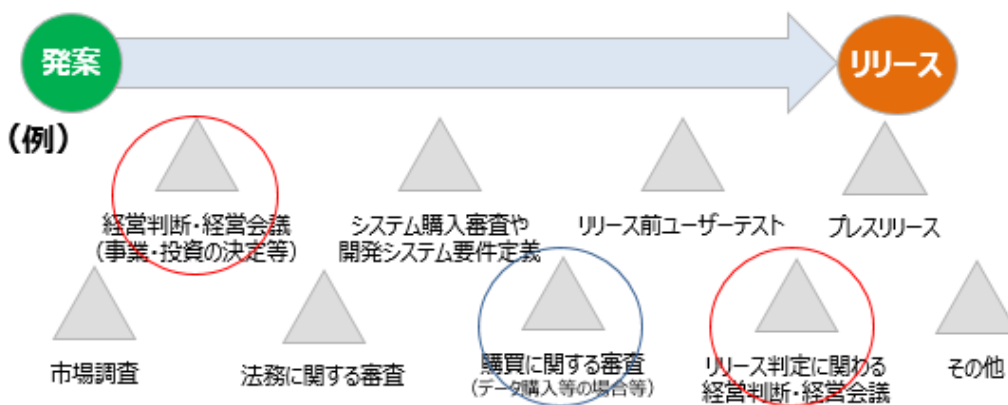 発案
リリース
（例）
経営判断・経営会議
（事業・投資の決定等）
システム購入審査や
開発システム要件定義
リリース前ユーザーテスト
プレスリリース
市場調査
法務に関する審査
購買に関する審査
（データ購入等の場合等）
リリース判定に関わる
経営判断・経営会議
その他